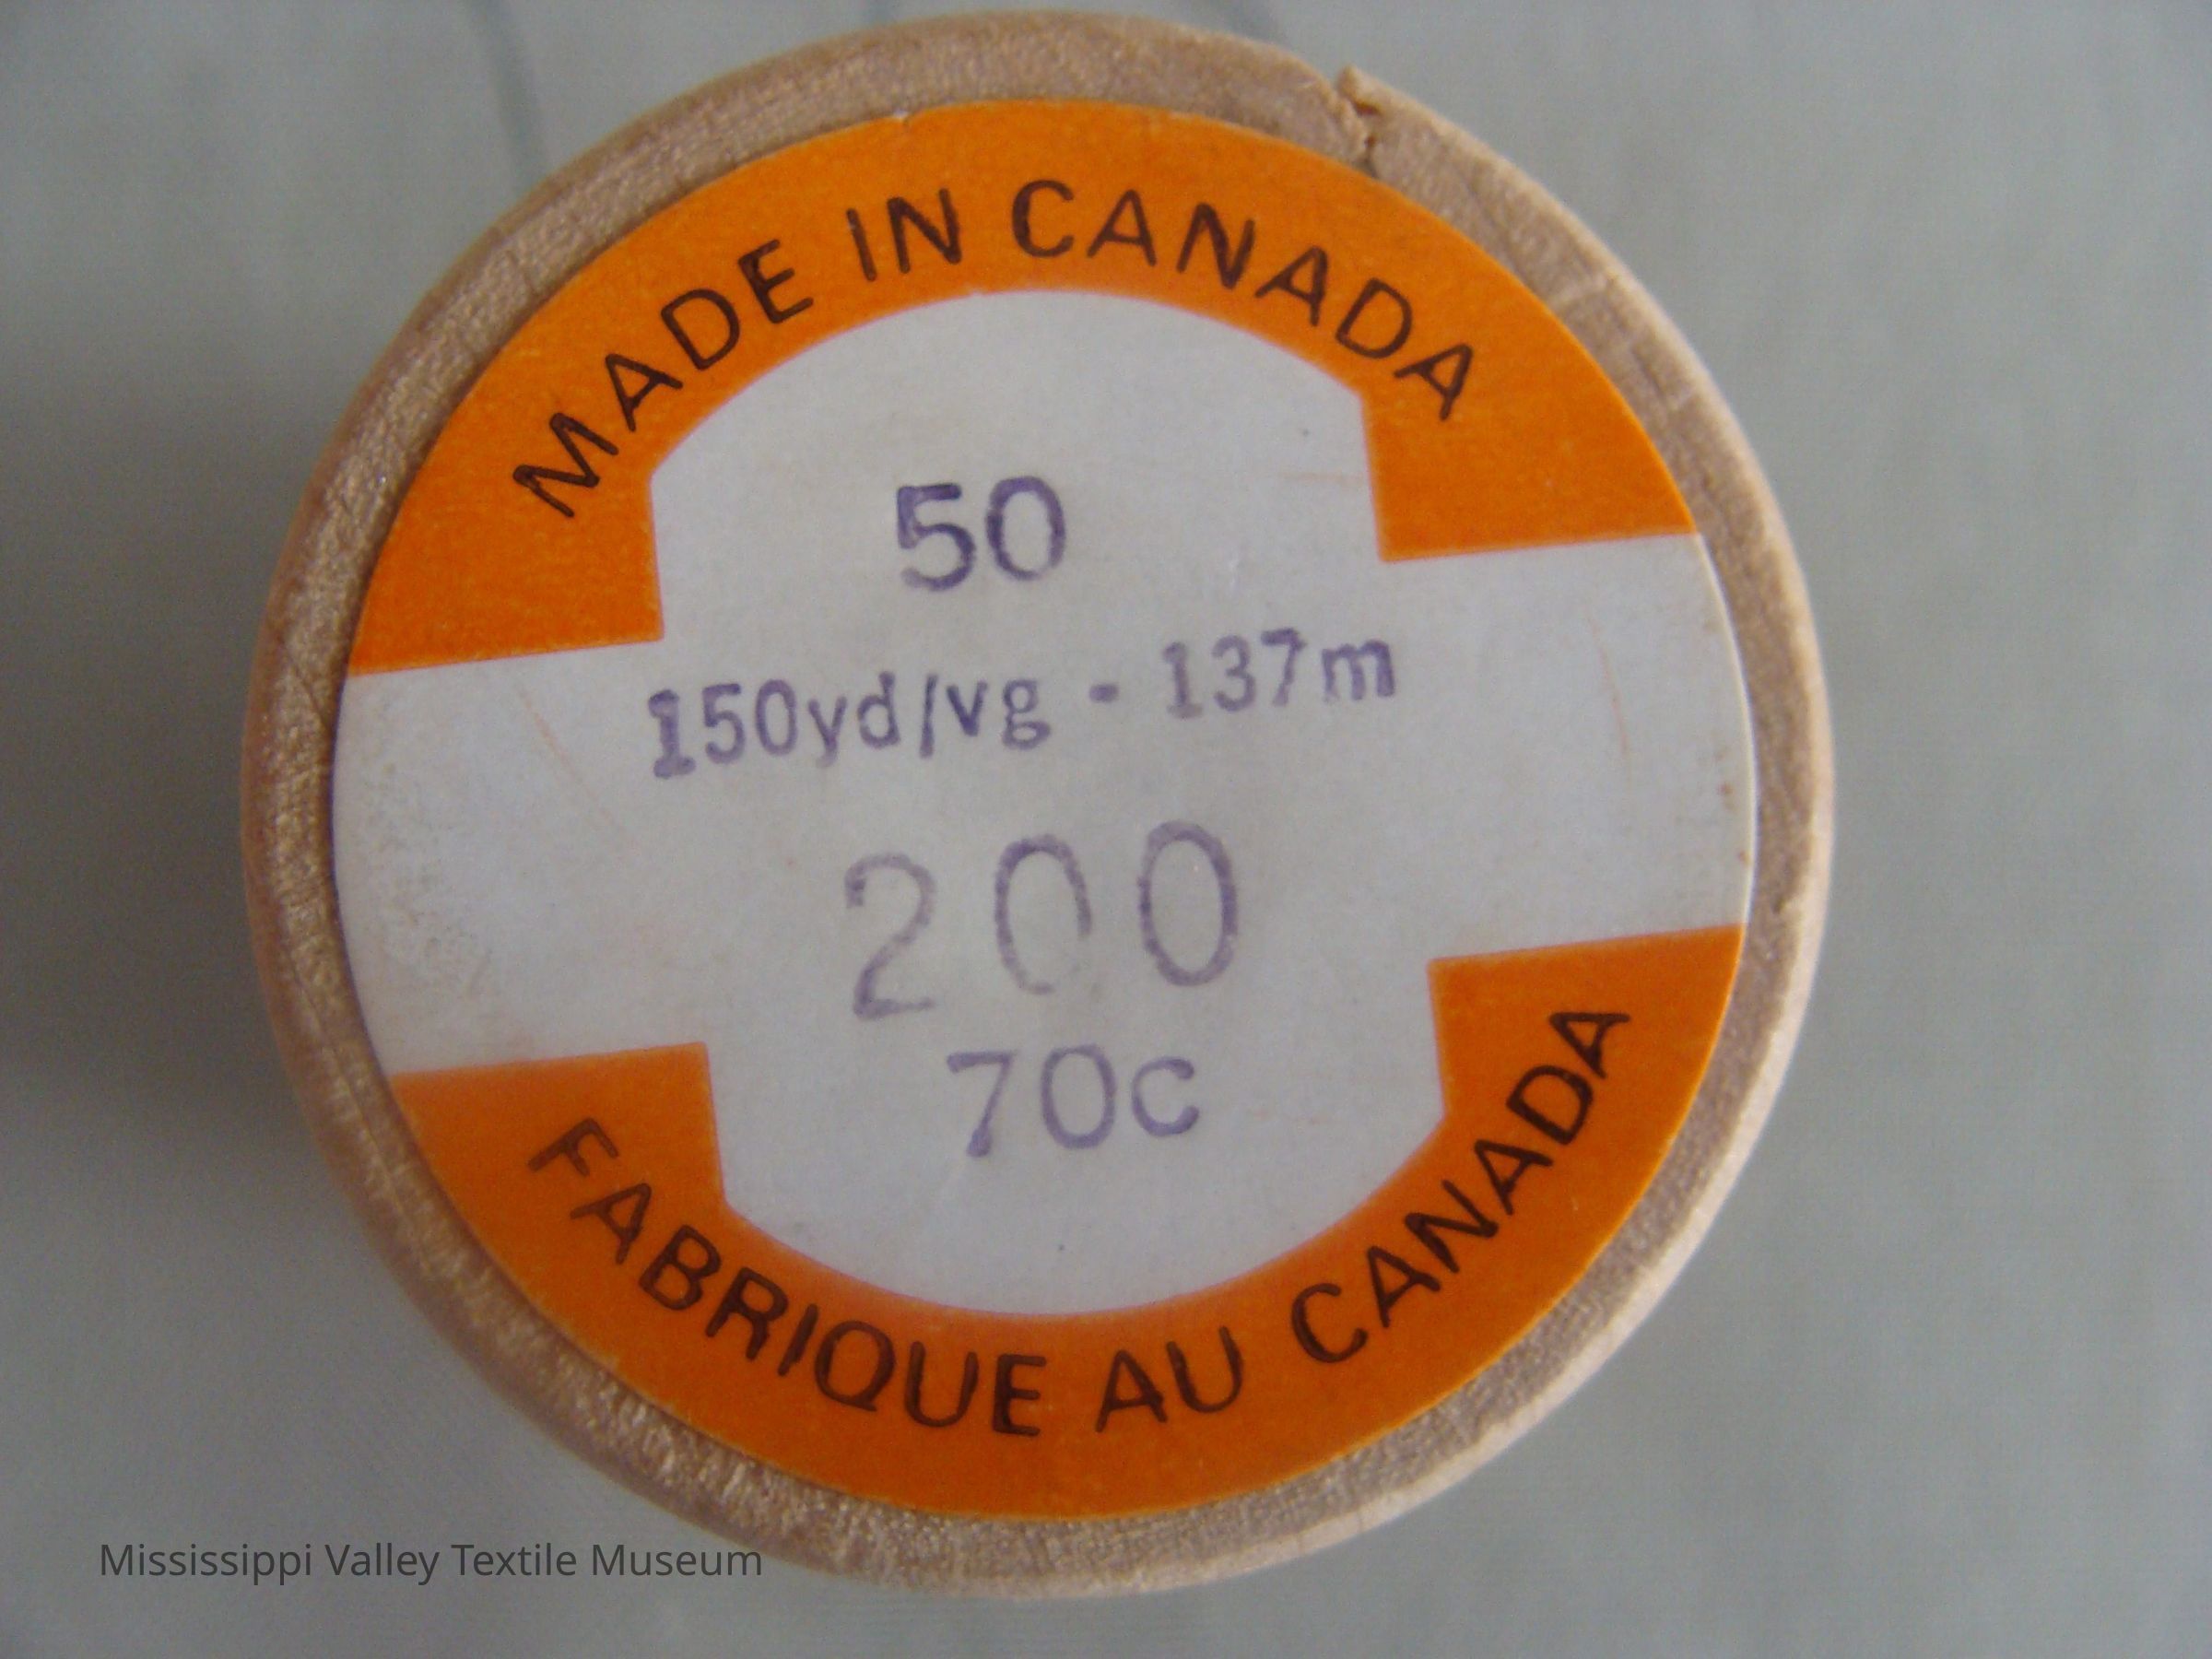 MADE IN CANADA
50
150yd/vg - 137m
200
70c
FABRIQUE AU CANADA
Mississippi Valley Textile Museum